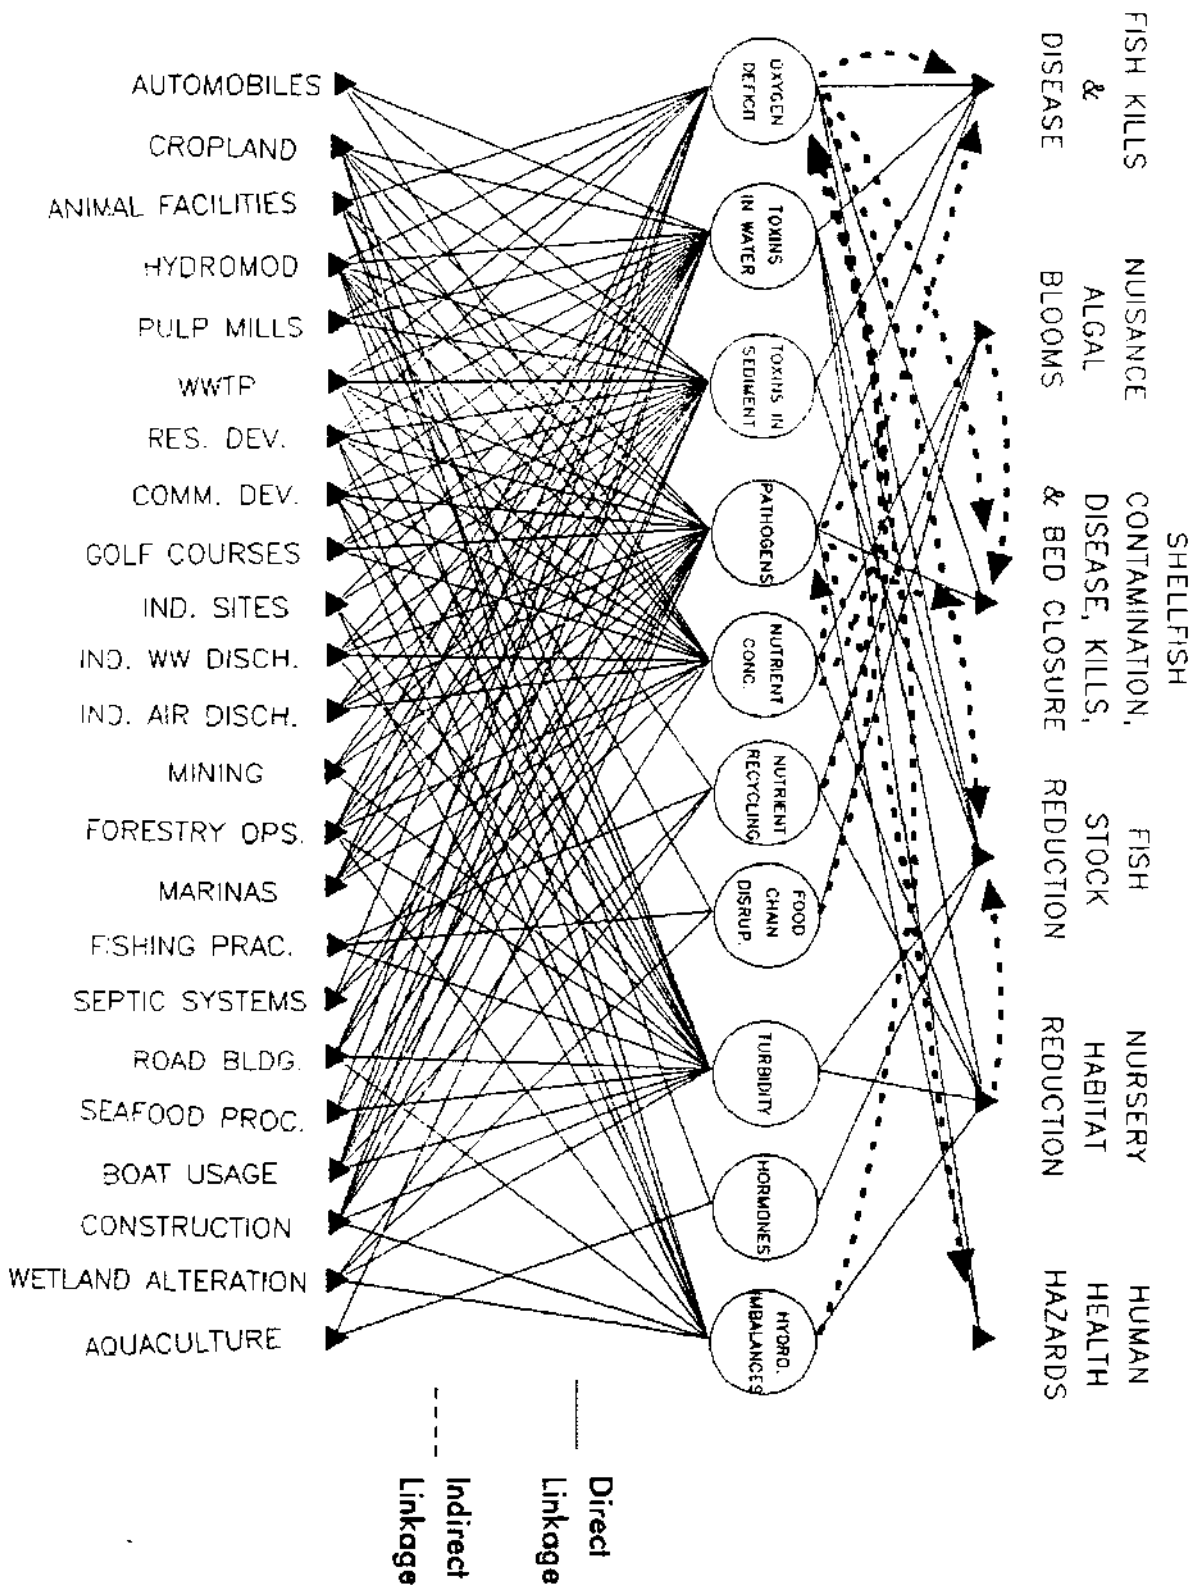 AUTOMOBILES
CROPLAND
ANIMAL FACILITIES
HYDROMOD
PULP MILLS
WWTP
RES. DEV.
COMM. DEV.
GOLF COURSES
IND. SITES
IND. WW DISCH.
IND. AIR DISCH.
MINING
FORESTRY OPS.
MARINAS
FISHING PRAC.
SEPTIC SYSTEMS
ROAD BLDG.
SEAFOOD PROC.
BOAT USAGE
CONSTRUCTION
WETLAND ALTERATION
AQUACULTURE
OXYGEN
DEFICIT
TOXINS
IN WATER
TOXINS IN
SEDIMENT
PATHOGENS
NUTRIENT
CONC.
NUTRIENT
RECYCLING
FOOD
CHAIN
DISRUP.
TURBIDITY
HORMONES
HYDRO.
IMBALANCES
FISH KILLS
&
DISEASE
NUISANCE
ALGAL
BLOOMS
SHELLFISH
CONTAMINATION,
DISEASE, KILLS,
& BED CLOSURE
FISH
STOCK
REDUCTION
NURSERY
HABITAT
REDUCTION
HUMAN
HEALTH
HAZARDS
Direct
Linkage
Indirect
Linkage